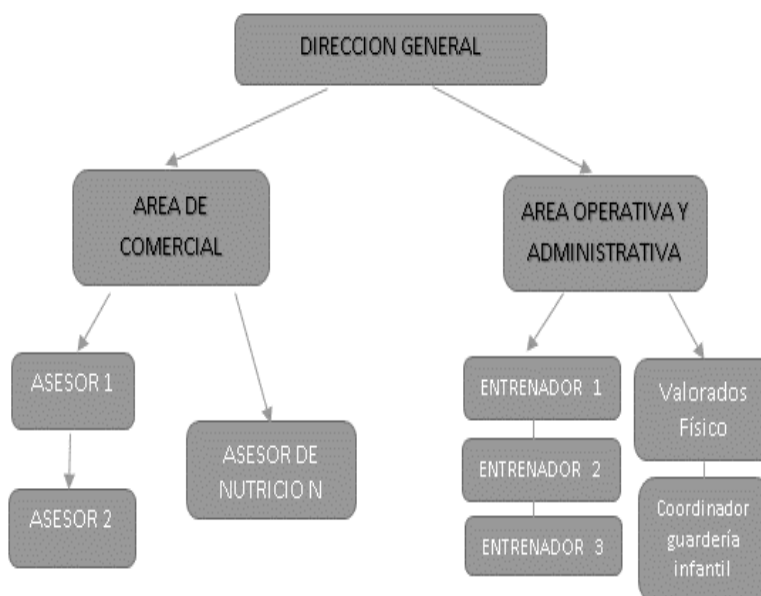 DIRECCION GENERAL
AREA DE
COMERCIAL
AREA OPERATIVA Y
ADMINISTRATIVA
ASESOR 1
ASESOR 2
ASESOR DE
NUTRICIO N
ENTRENADOR 1
ENTRENADOR 2
ENTRENADOR 3
Valorados
Físico
Coordinador
guardería
infantil